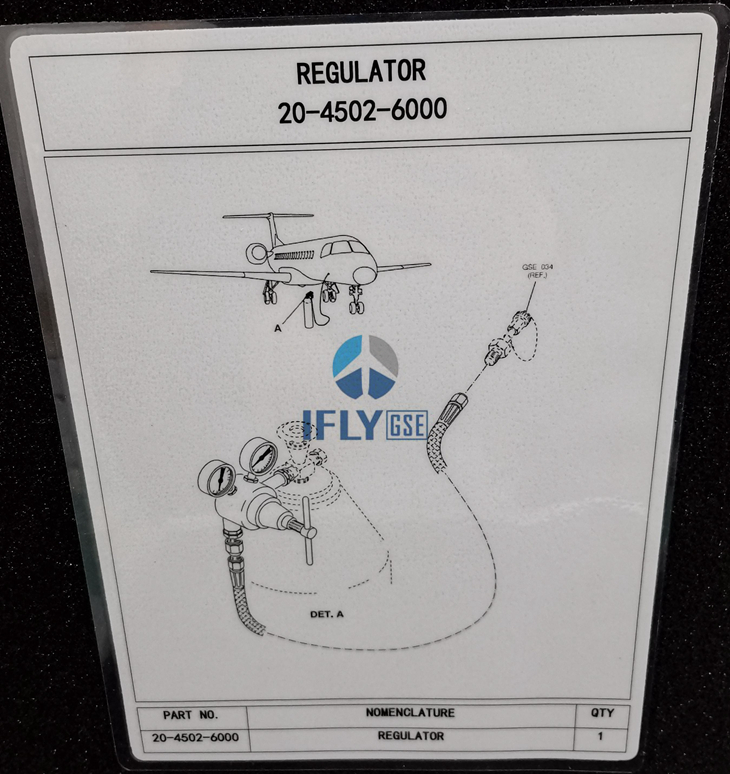 REGULATOR
20-4502-6000
GSE 034
(REF.)
A
IFLY GSE
DET. A
PART NO. NOMENCLATURE QTY
20-4502-6000 REGULATOR 1